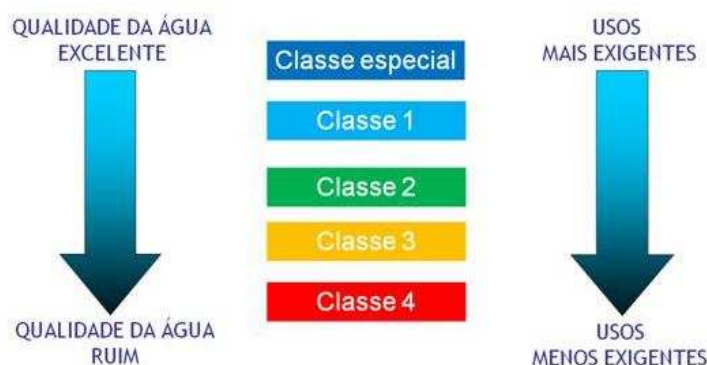 QUALIDADE DA ÁGUA
EXCELENTE
USOS
MAIS EXIGENTES
Classe especial
Classe 1
Classe 2
Classe 3
Classe 4
QUALIDADE DA ÁGUA
RUIM
USOS
MENOS EXIGENTES